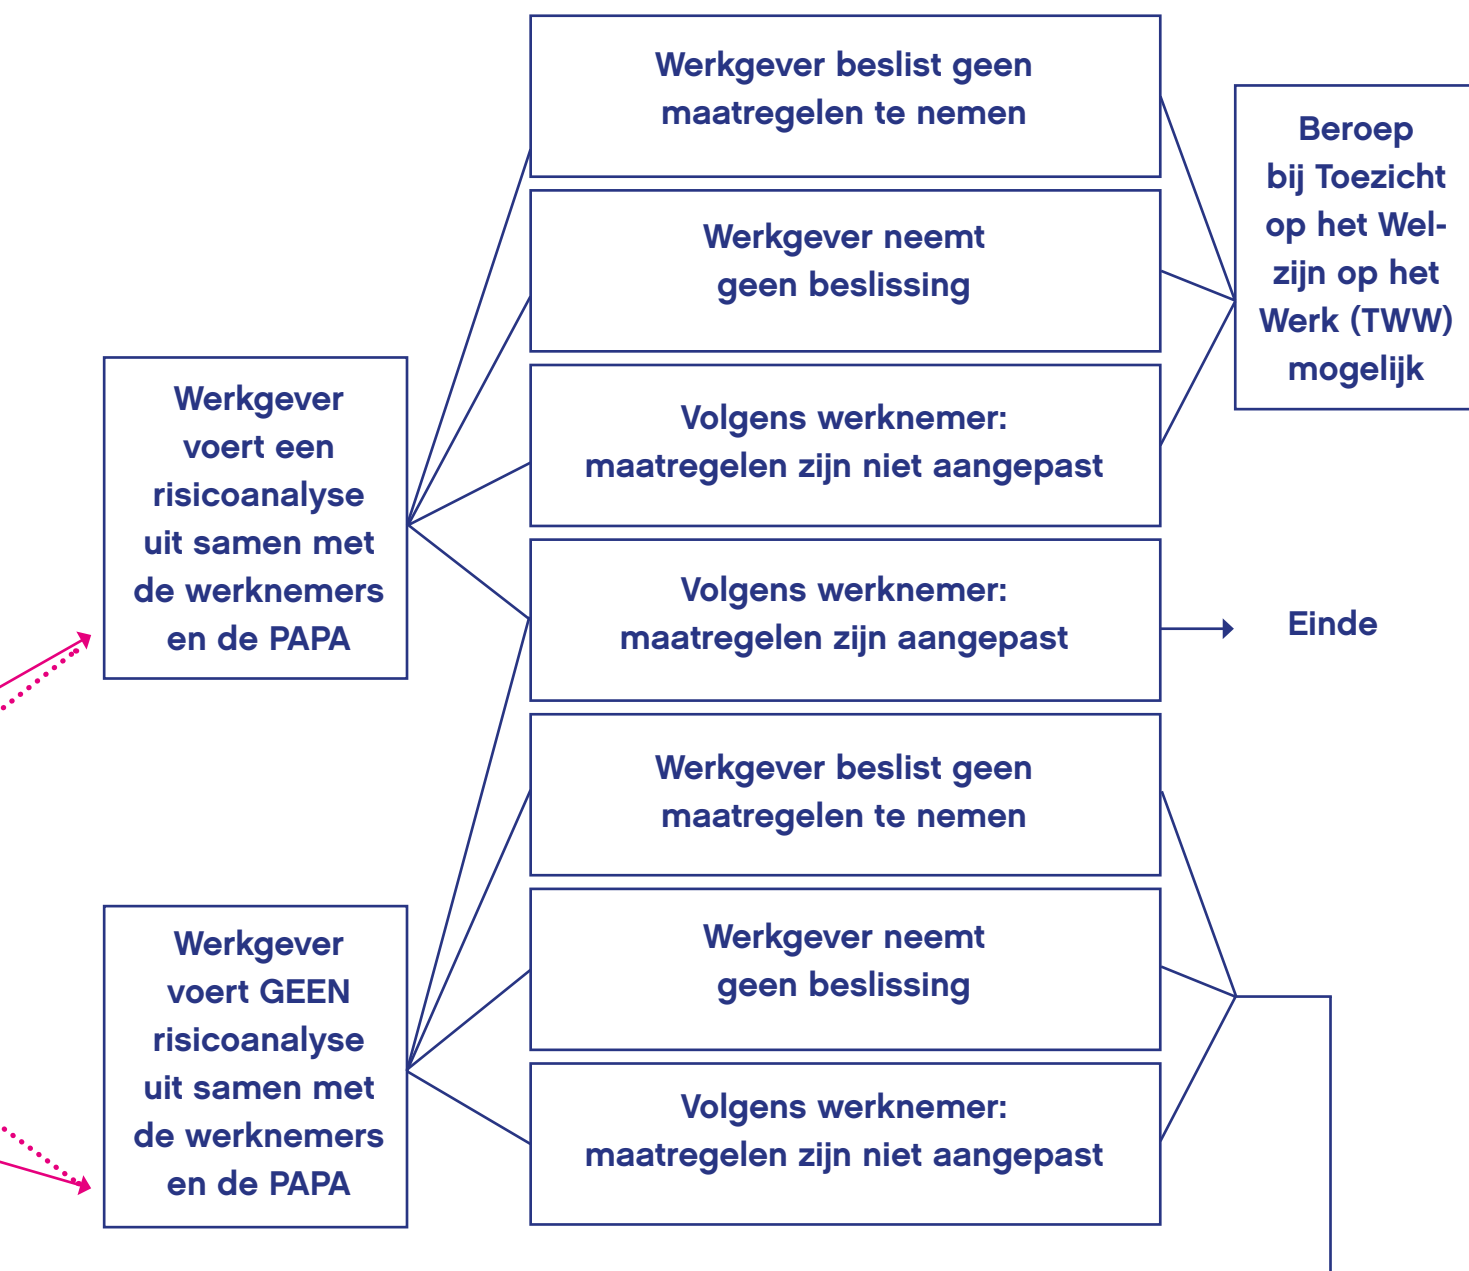 Werkgever beslist geen
maatregelen te nemen
Werkgever neemt
geen beslissing
Volgens werknemer:
maatregelen zijn niet aangepast
Beroep
bij Toezicht
op het Wel-
zijn op het
Werk (TWW)
mogelijk
Werkgever
voert een
risicoanalyse
uit samen met
de werknemers
en de PAPA
Volgens werknemer:
maatregelen zijn aangepast
Einde
Werkgever beslist geen
maatregelen te nemen
Werkgever neemt
geen beslissing
Volgens werknemer:
maatregelen zijn niet aangepast
Werkgever
voert GEEN
risicoanalyse
uit samen met
de werknemers
en de PAPA